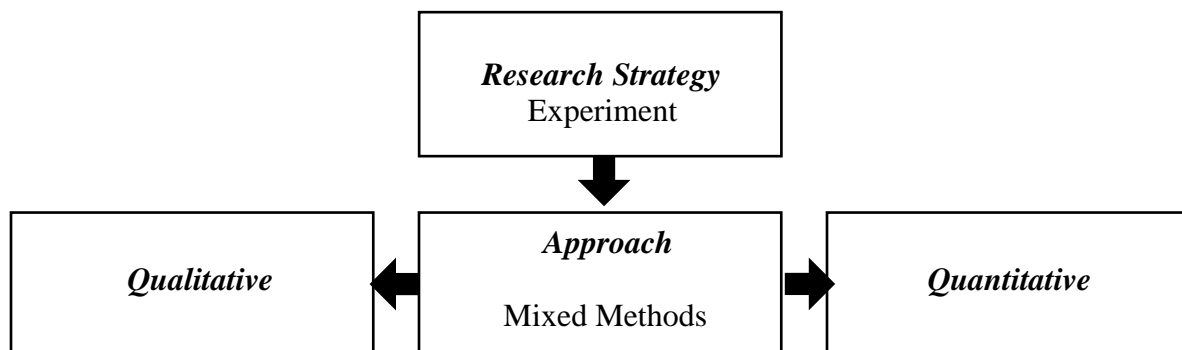 Research Strategy
Experiment
Qualitative
Approach
Mixed Methods
Quantitative